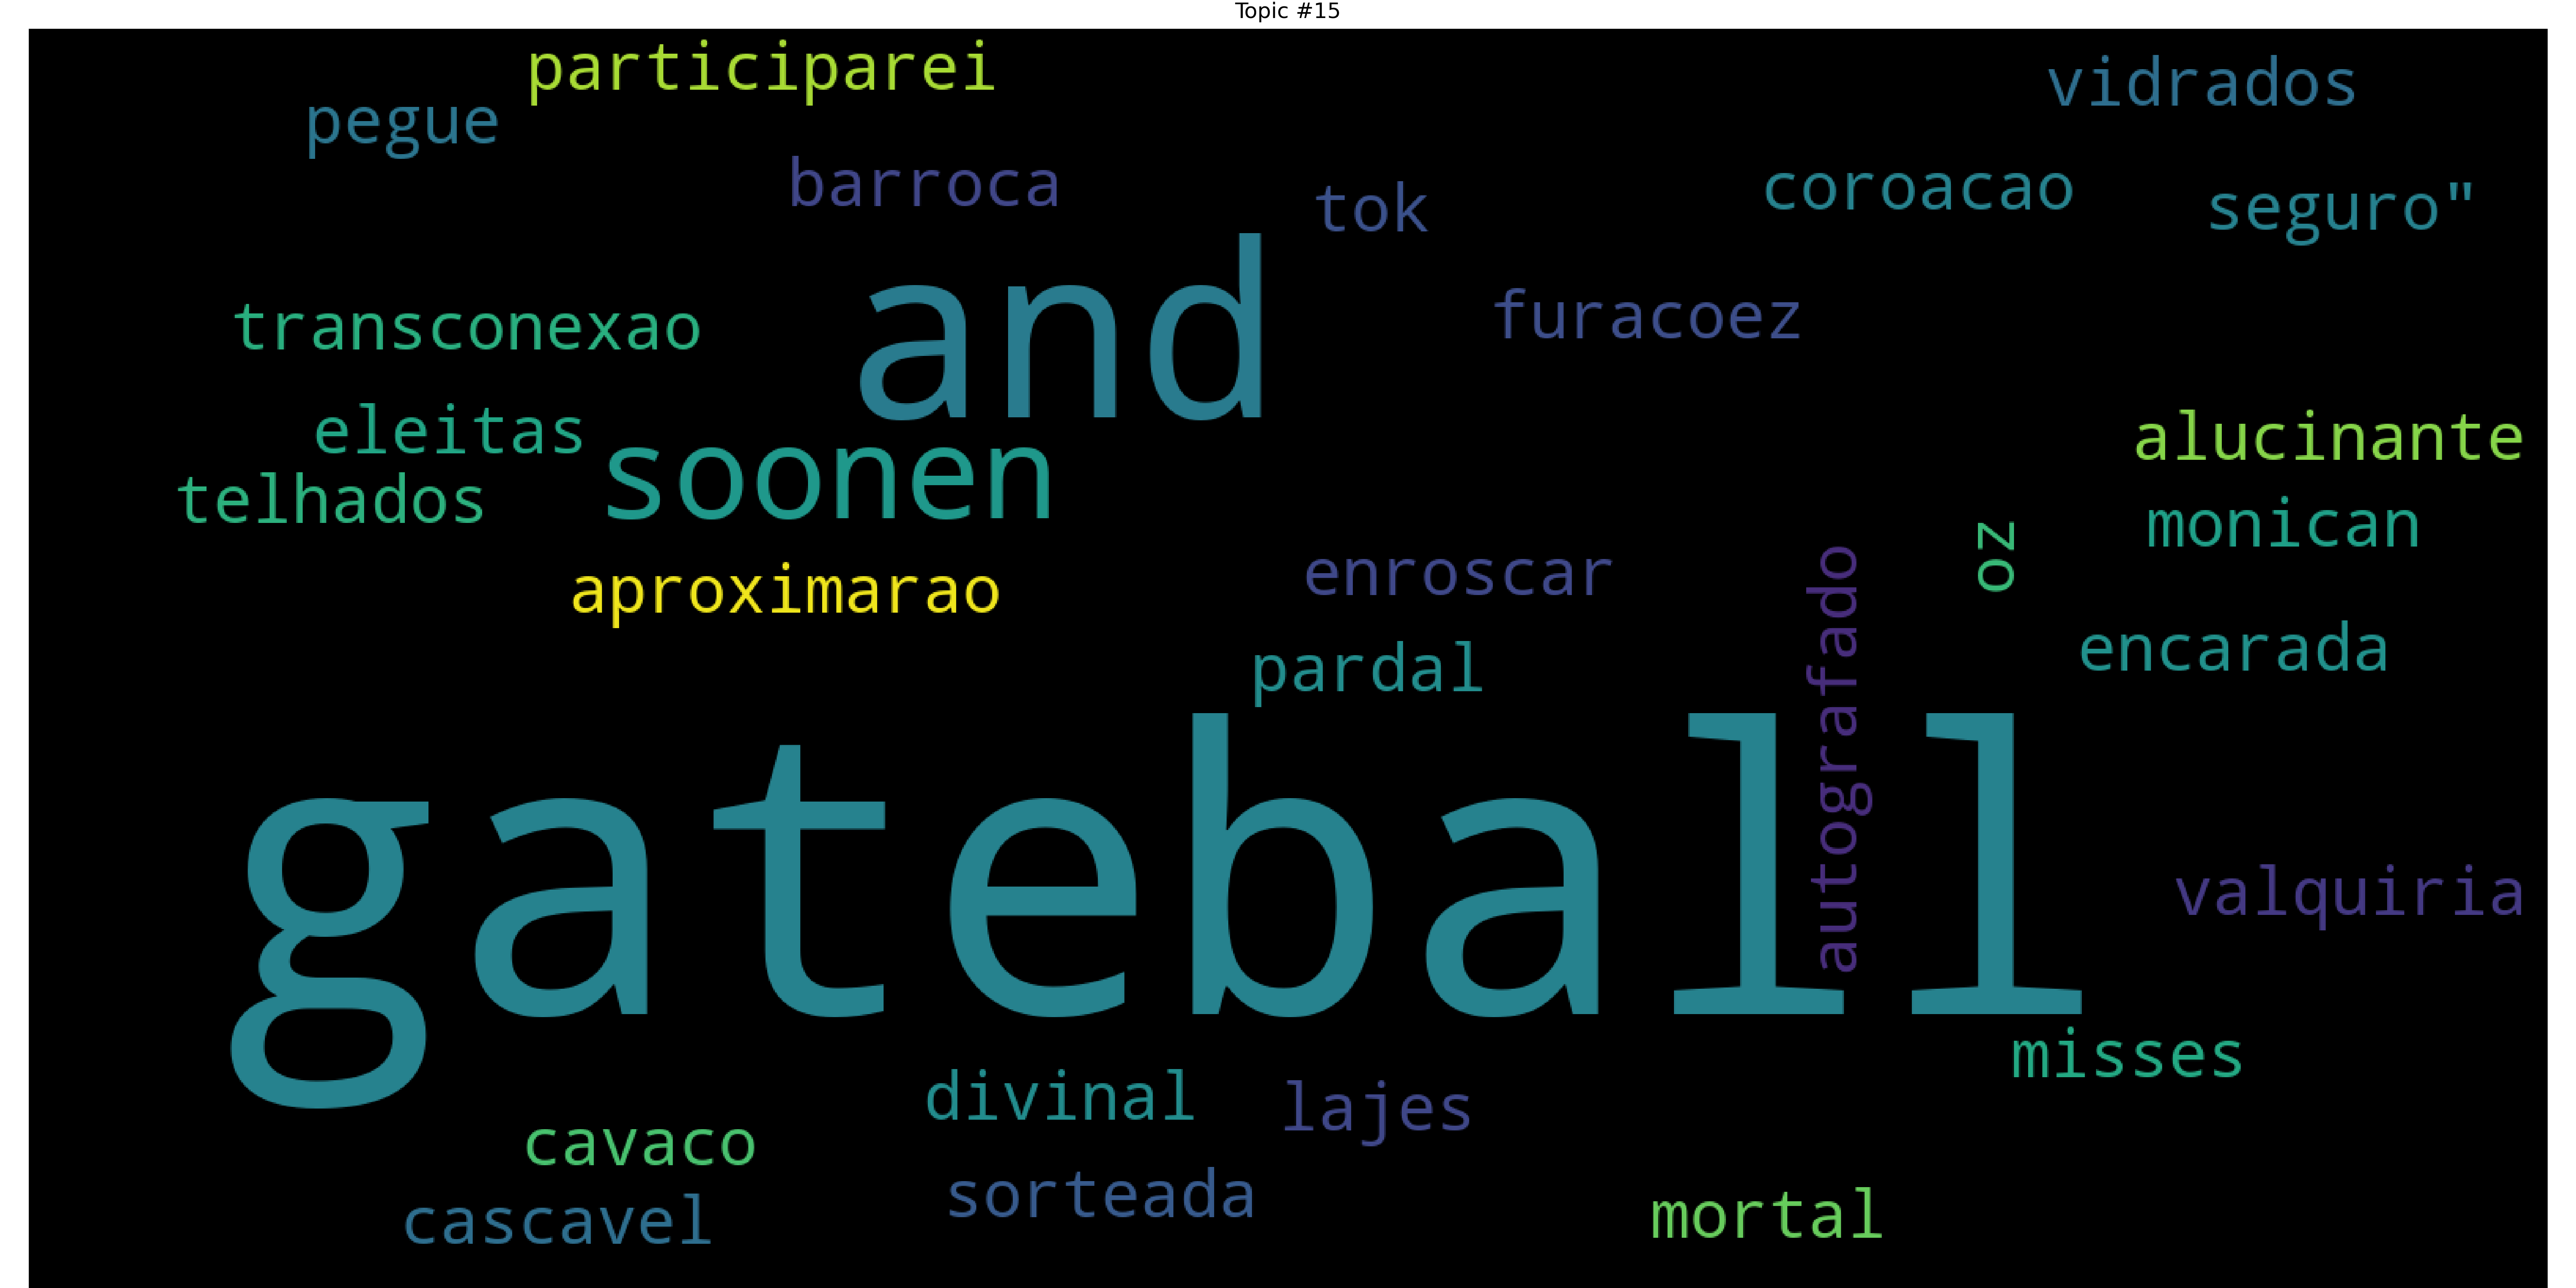 Topic #15
participarei
vidrados
pegue
barroca
tok
coroacao
seguro"
and
transconexao
furacoez
eleitas
soonen
alucinante
telhados
monican
oz
aproximarao
enroscar
autografado
encarada
pardal
gateball
valquiria
misses
divinal
lajes
cavaco
sorteada
mortal
cascavel